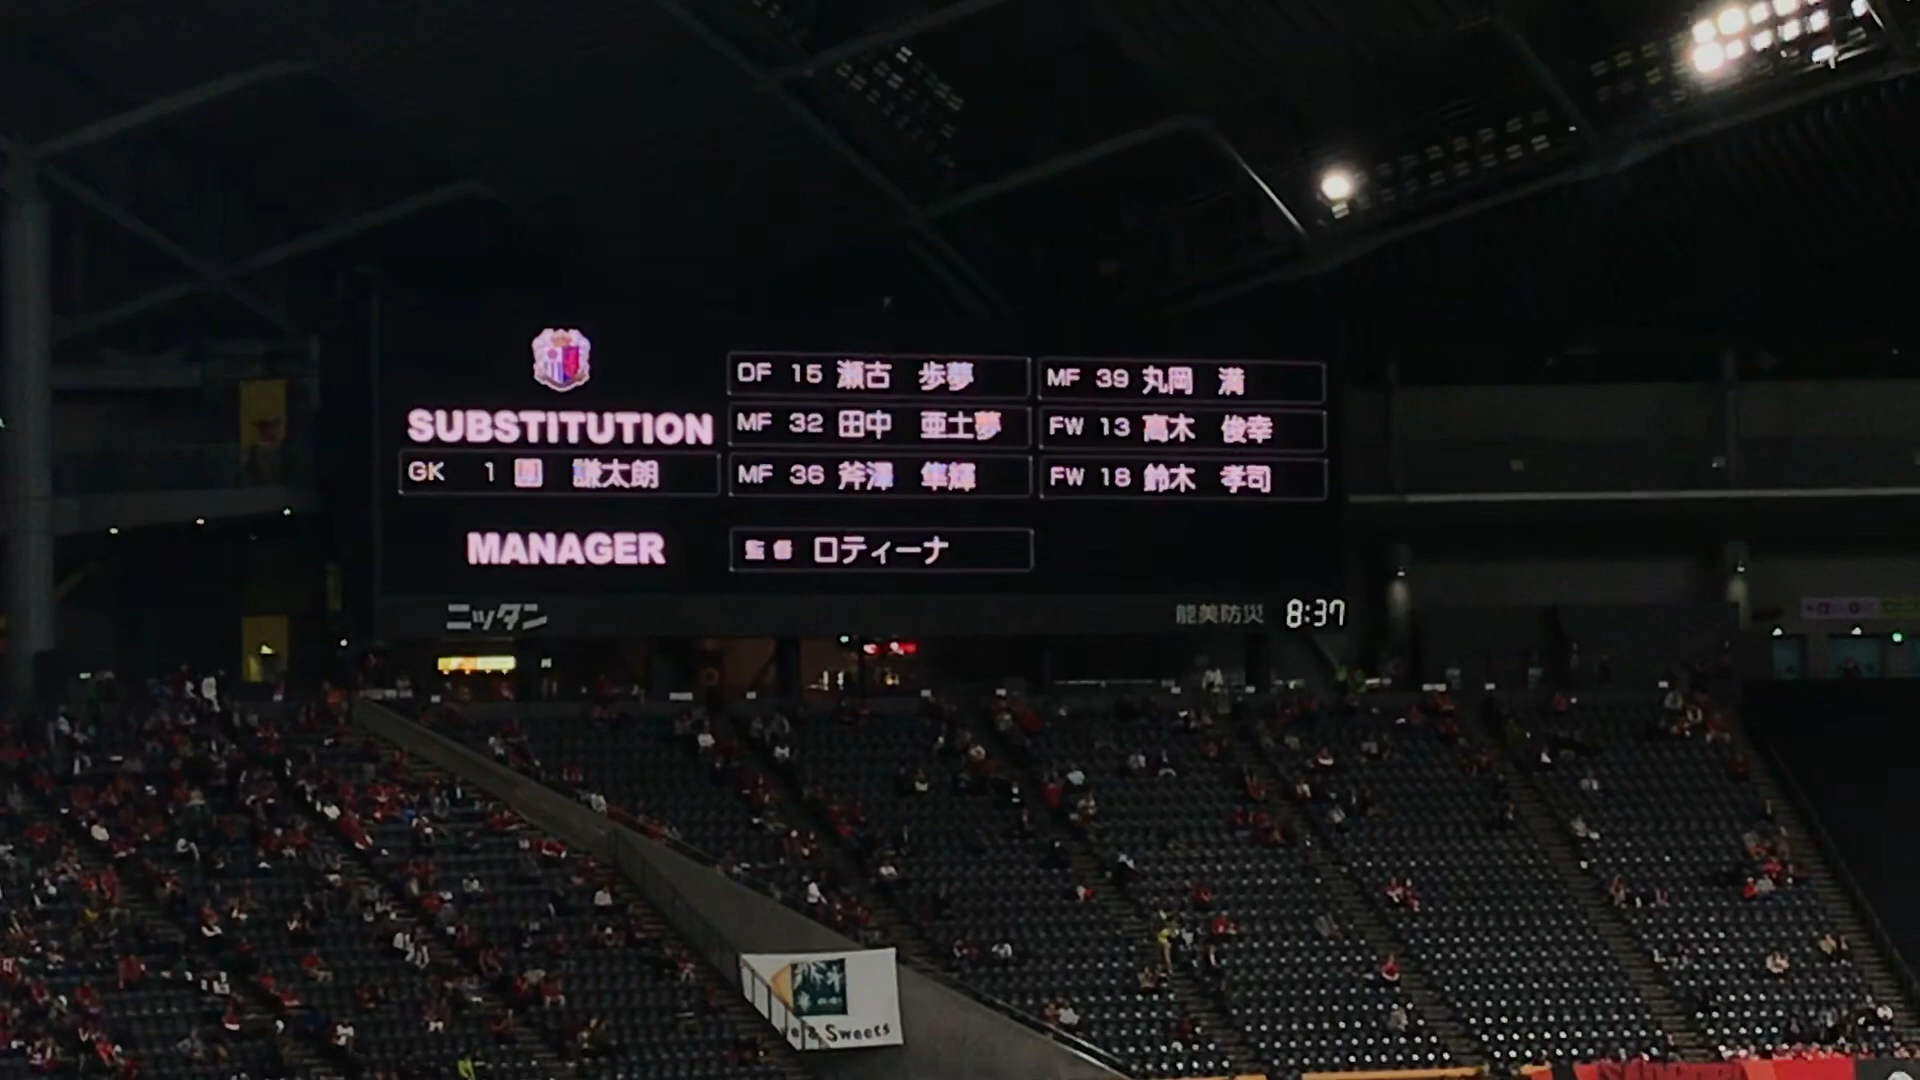 SUBSTITUTION
GK 1 圍 謙太朗
DF 15 瀬古 歩夢
MF 32 田中 亜土夢
MF 36 斧澤 隼輝
MF 39 丸岡 満
FW 13 高木 俊幸
FW 18 鈴木 孝司
MANAGER
監督 ロティーナ
ニッタン
能美防災 8:37
& Sweets